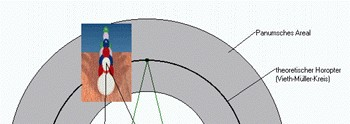 Panumsches Areal
theoretischer Horopter
(Vieth-Müller-Kreis)